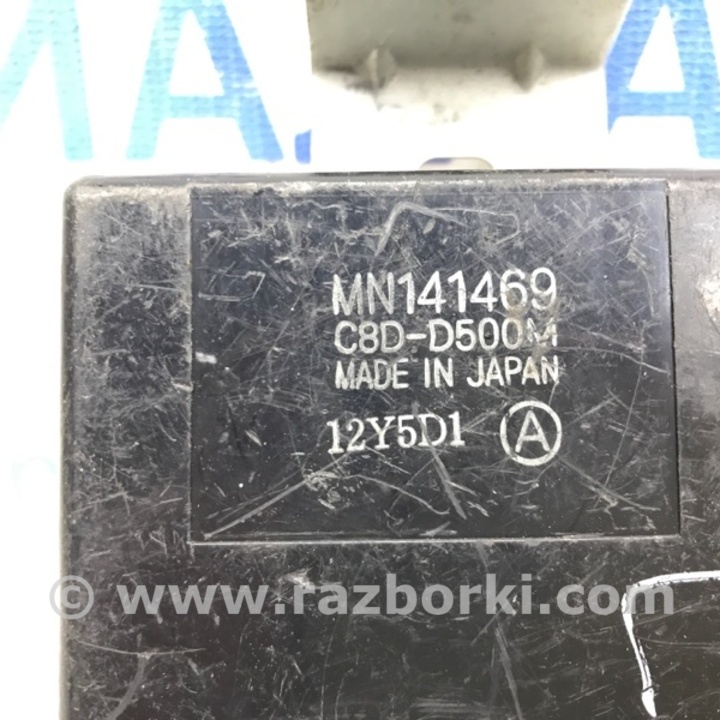 MN141469
C8D-D500M
MADE IN JAPAN
12Y5D1 A
© www.razborki.com